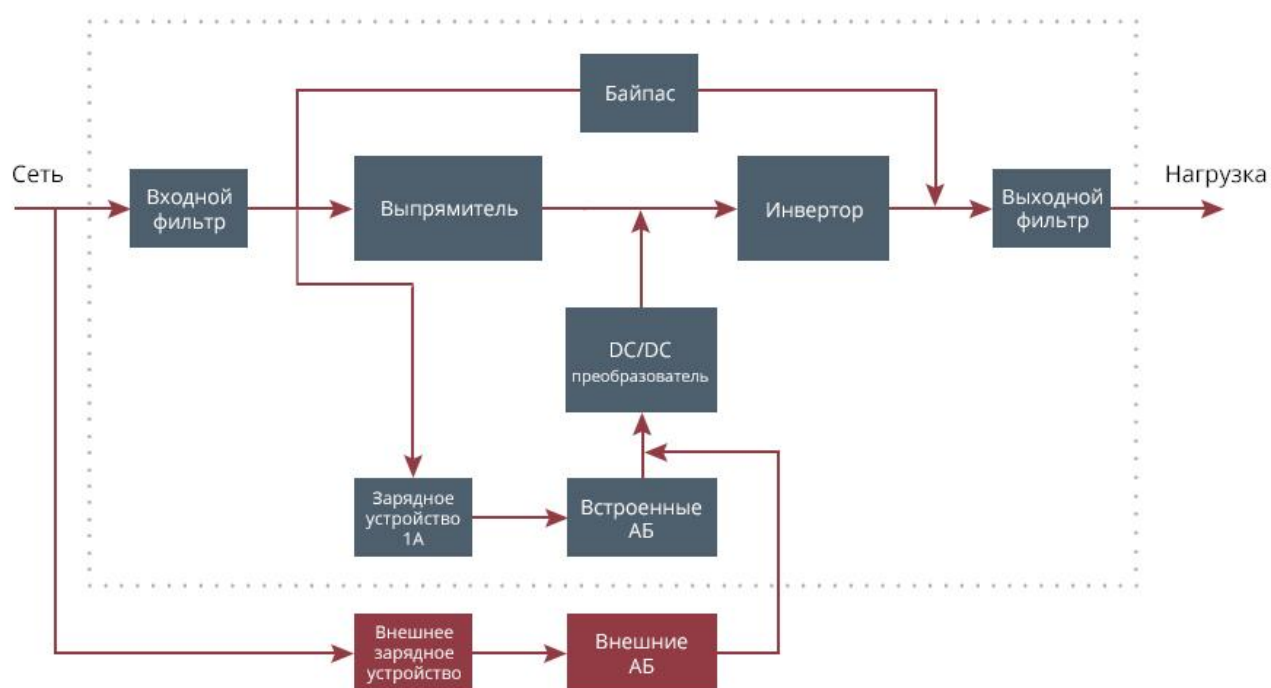 Байпас
Сеть
Входной
фильтр
Выпрямитель
Инвертор
Выходной
фильтр
Нагрузка
DC/DC
преобразователь
Зарядное
устройство
1А
Встроенные
АБ
Внешнее
зарядное
устройство
Внешние
АБ